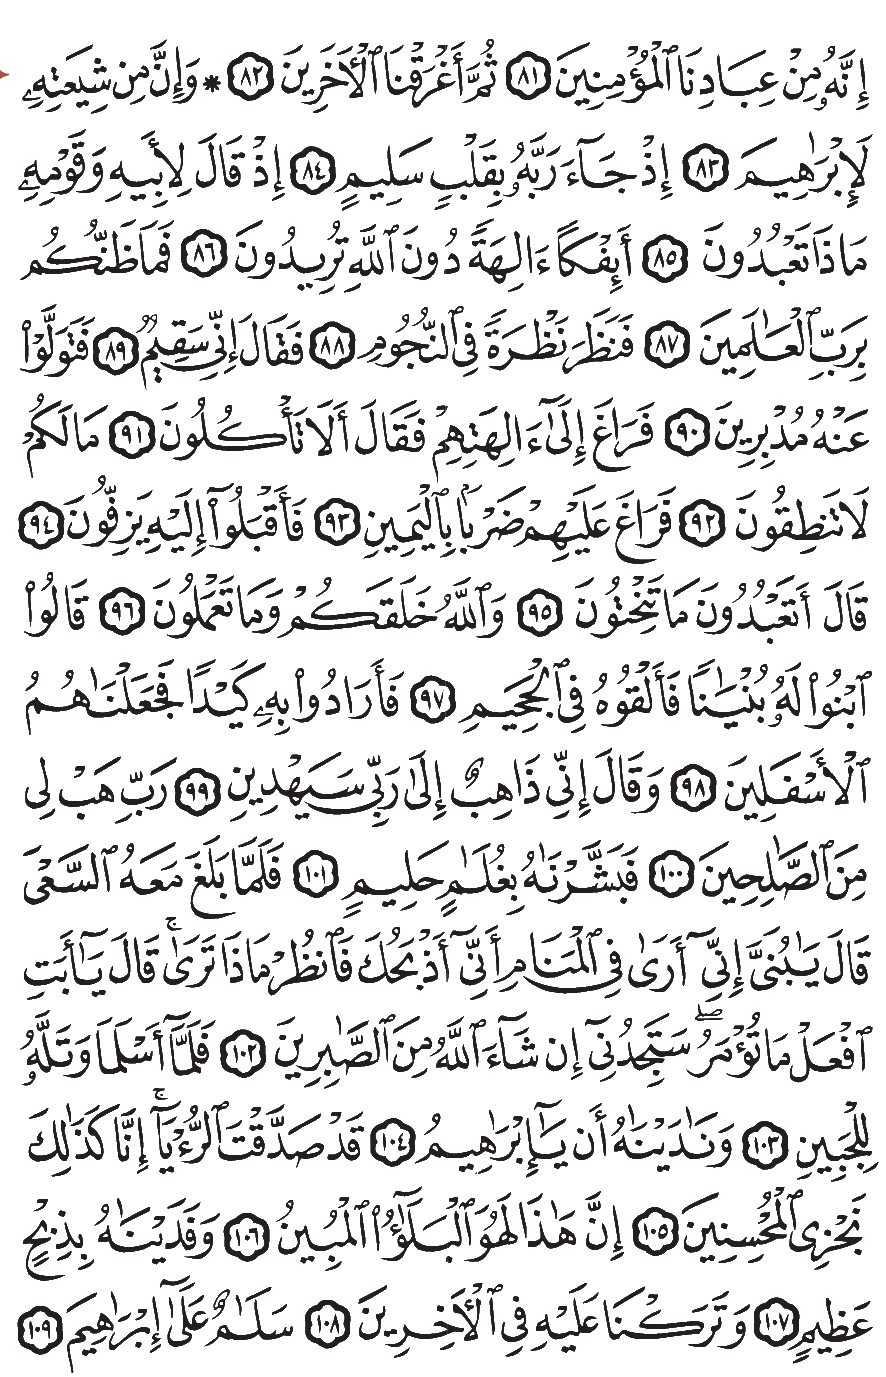 إِنَّهُۥ مِنْ عِبَادِنَا ٱلْمُؤْمِنِينَ ٨١ ثُمَّ أَغْرَقْنَا ٱلْأٓخَرِينَ ٨٢ * وَإِنَّ مِن شِيعَتِهِۦ
لَإِبْرَٰهِيمَ ٨٣ إِذْ جَآءَ رَبَّهُۥ بِقَلْبٍ سَلِيمٍ ٨٤ إِذْ قَالَ لِأَبِيهِ وَقَوْمِهِۦ
مَاذَا تَعْبُدُونَ ٨٥ أَئِفْكًا ءَالِهَةً دُونَ ٱللَّهِ تُرِيدُونَ ٨٦ فَمَا ظَنُّكُم
بِرَبِّ ٱلْعَٰلَمِينَ ٨٧ فَنَظَرَ نَظْرَةً فِى ٱلنُّجُومِ ٨٨ فَقَالَ إِنِّى سَقِيمٌ ٨٩ فَتَوَلَّوْا۟
عَنْهُ مُدْبِرِينَ ٩٠ فَرَاغَ إِلَىٰٓ ءَالِهَتِهِمْ فَقَالَ أَلَا تَأْكُلُونَ ٩١ مَا لَكُمْ
لَا تَنطِقُونَ ٩٢ فَرَاغَ عَلَيْهِمْ ضَرْبًۢا بِٱلْيَمِينِ ٩٣ فَأَقْبَلُوٓا۟ إِلَيْهِ يَزِفُّونَ ٩٤
قَالَ أَتَعْبُدُونَ مَا تَنْحِتُونَ ٩٥ وَٱللَّهُ خَلَقَكُمْ وَمَا تَعْمَلُونَ ٩٦ قَالُوا۟
ٱبْنُوا۟ لَهُۥ بُنْيَٰنًا فَأَلْقُوهُ فِى ٱلْجَحِيمِ ٩٧ فَأَرَادُوا۟ بِهِۦ كَيْدًا فَجَعَلْنَٰهُمُ
ٱلْأَسْفَلِينَ ٩٨ وَقَالَ إِنِّى ذَاهِبٌ إِلَىٰ رَبِّى سَيَهْدِينِ ٩٩ رَبِّ هَبْ لِى
مِنَ ٱلصَّٰلِحِينَ ١٠٠ فَبَشَّرْنَٰهُ بِغُلَٰمٍ حَلِيمٍ ١٠١ فَلَمَّا بَلَغَ مَعَهُ ٱلسَّعْىَ
قَالَ يَٰبُنَىَّ إِنِّىٓ أَرَىٰ فِى ٱلْمَنَامِ أَنِّىٓ أَذْبَحُكَ فَٱنظُرْ مَاذَا تَرَىٰ ۚ قَالَ يَٰٓأَبَتِ
ٱفْعَلْ مَا تُؤْمَرُ ۖ سَتَجِدُنِىٓ إِن شَآءَ ٱللَّهُ مِنَ ٱلصَّٰبِرِينَ ١٠٢ فَلَمَّآ أَسْلَمَا وَتَلَّهُۥ
لِلْجَبِينِ ١٠٣ وَنَٰدَيْنَٰهُ أَن يَٰٓإِبْرَٰهِيمُ ١٠٤ قَدْ صَدَّقْتَ ٱلرُّءْيَآ ۚ إِنَّا كَذَٰلِكَ
نَجْزِى ٱلْمُحْسِنِينَ ١٠٥ إِنَّ هَٰذَا لَهُوَ ٱلْبَلَٰٓؤُا۟ ٱلْمُبِينُ ١٠٦ وَفَدَيْنَٰهُ بِذِبْحٍ
عَظِيمٍ ١٠٧ وَتَرَكْنَا عَلَيْهِ فِى ٱلْأٓخِرِينَ ١٠٨ سَلَٰمٌ عَلَىٰٓ إِبْرَٰهِيمَ ١٠٩